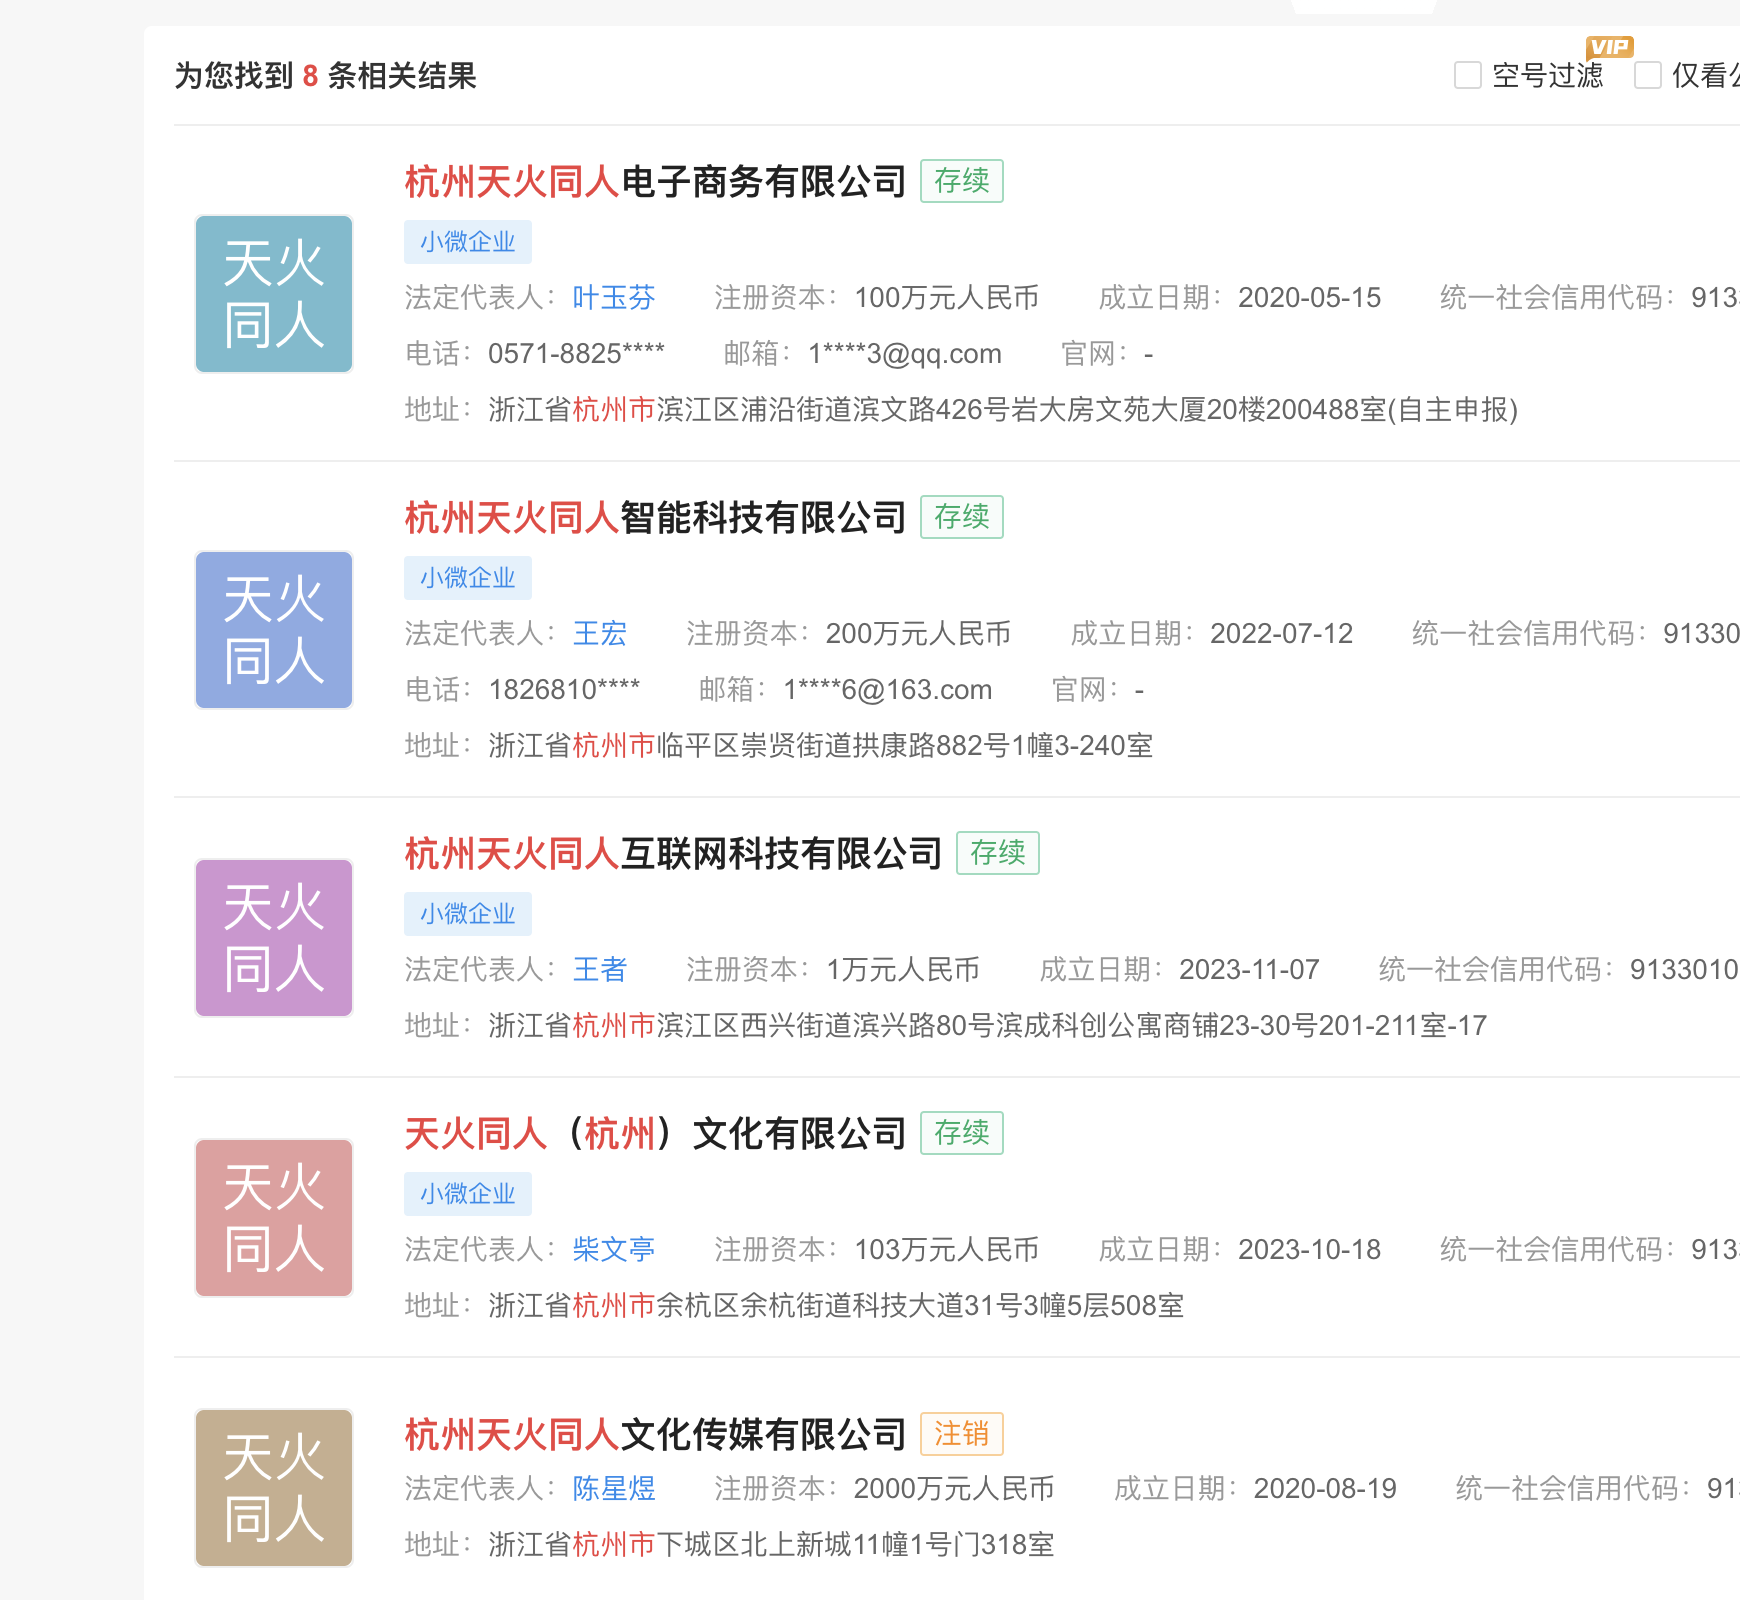 为您找到 8 条相关结果
VIP
空号过滤 仅看
天火
同人
杭州天火同人电子商务有限公司 存续
小微企业
法定代表人：叶玉芬 注册资本：100万元人民币 成立日期：2020-05-15 统一社会信用代码：913
电话：0571-8825**** 邮箱：1****3@qq.com 官网：-
地址：浙江省杭州市滨江区浦沿街道滨文路426号岩大房文苑大厦20楼200488室(自主申报)
天火
同人
杭州天火同人智能科技有限公司 存续
小微企业
法定代表人：王宏 注册资本：200万元人民币 成立日期：2022-07-12 统一社会信用代码：91330
电话：1826810**** 邮箱：1****6@163.com 官网：-
地址：浙江省杭州市临平区崇贤街道拱康路882号1幢3-240室
天火
同人
杭州天火同人互联网科技有限公司 存续
小微企业
法定代表人：王者 注册资本：1万元人民币 成立日期：2023-11-07 统一社会信用代码：9133010
地址：浙江省杭州市滨江区西兴街道滨兴路80号滨成科创公寓商铺23-30号201-211室-17
天火
同人
天火同人（杭州）文化有限公司 存续
小微企业
法定代表人：柴文亭 注册资本：103万元人民币 成立日期：2023-10-18 统一社会信用代码：913
地址：浙江省杭州市余杭区余杭街道科技大道31号3幢5层508室
天火
同人
杭州天火同人文化传媒有限公司 注销
法定代表人：陈星煜 注册资本：2000万元人民币 成立日期：2020-08-19 统一社会信用代码：91
地址：浙江省杭州市下城区北上新城11幢1号门318室